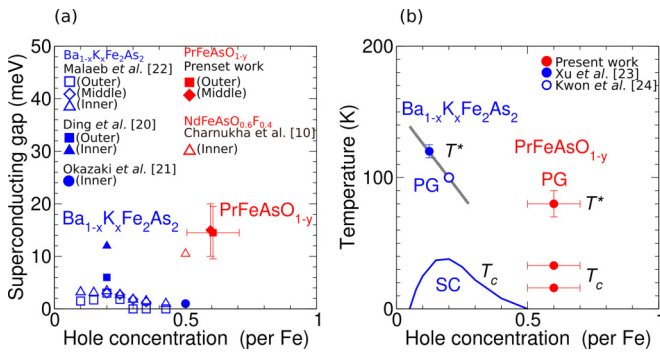 (a)
50
40
30
20
10
0
Superconducting gap (meV)
Ba1-xKxFe2As2
Malaeb et al. [22]
(Outer)
(Middle)
(Inner)
Ding et al. [20]
(Outer)
(Inner)
Okazaki et al. [21]
(Inner)
PrFeAsO1-y
Prenset work
(Outer)
(Middle)
NdFeAsO0.6F0.4
Charnukha et al. [10]
(Inner)
Ba1-xKxFe2As2
PrFeAsO1-y
0 0.5 1
Hole concentration (per Fe)
(b)
200
100
0
Temperature (K)
Present work
Xu et al. [23]
Kwon et al. [24]
Ba1-xKxFe2As2
T*
PG
PrFeAsO1-y
PG
T*
SC
Tc
Tc
0 0.5 1
Hole concentration (per Fe)